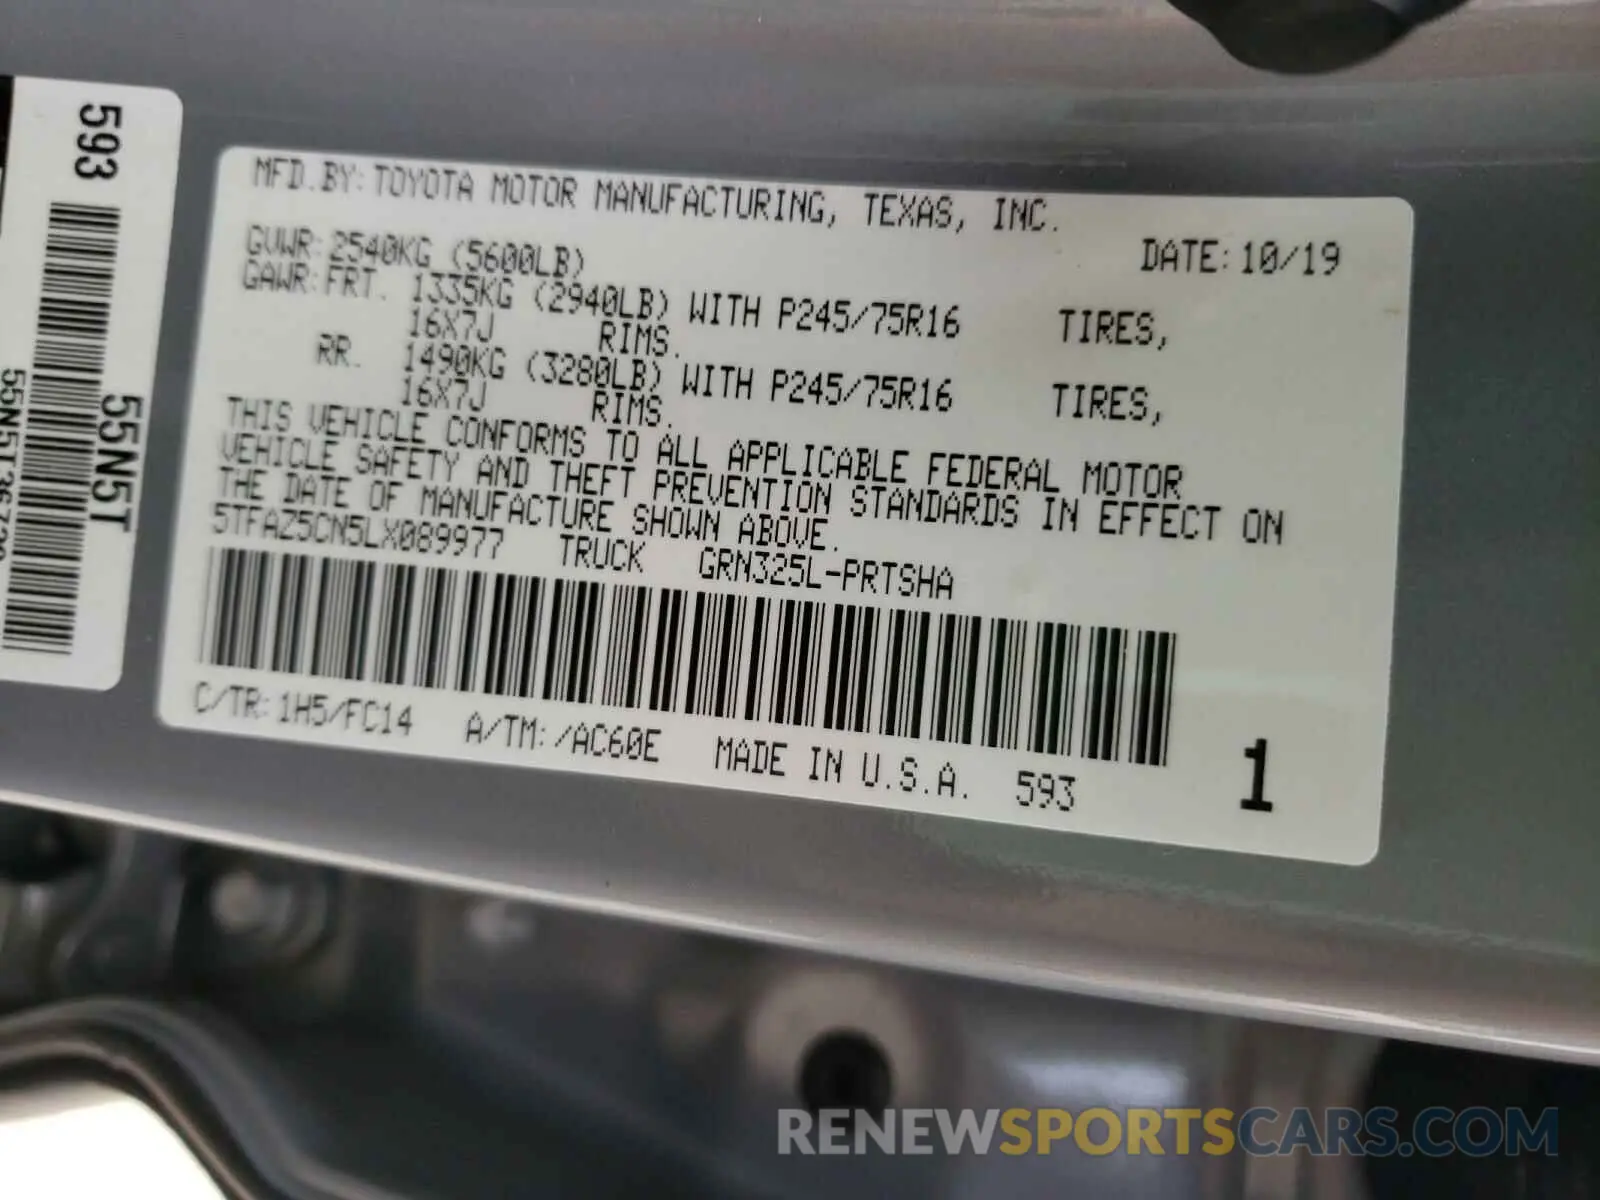 593
55N5T
MFD.BY:TOYOTA MOTOR MANUFACTURING, TEXAS, INC.
DATE:10/19
GVWR:2540KG (5600LB)
GAWR:FRT. 1335KG (2940LB) WITH P245/75R16 TIRES,
16X7J RIMS.
RR. 1490KG (3280LB) WITH P245/75R16 TIRES,
16X7J RIMS.
THIS VEHICLE CONFORMS TO ALL APPLICABLE FEDERAL MOTOR
VEHICLE SAFETY AND THEFT PREVENTION STANDARDS IN EFFECT ON
THE DATE OF MANUFACTURE SHOWN ABOVE.
5TFAZ5CN5LX089977 TRUCK GRN325L-PRTSHA
C/TR:1H5/FC14 A/TM:/AC60E MADE IN U.S.A. 593
1
RENEWSPORTSCARS.COM